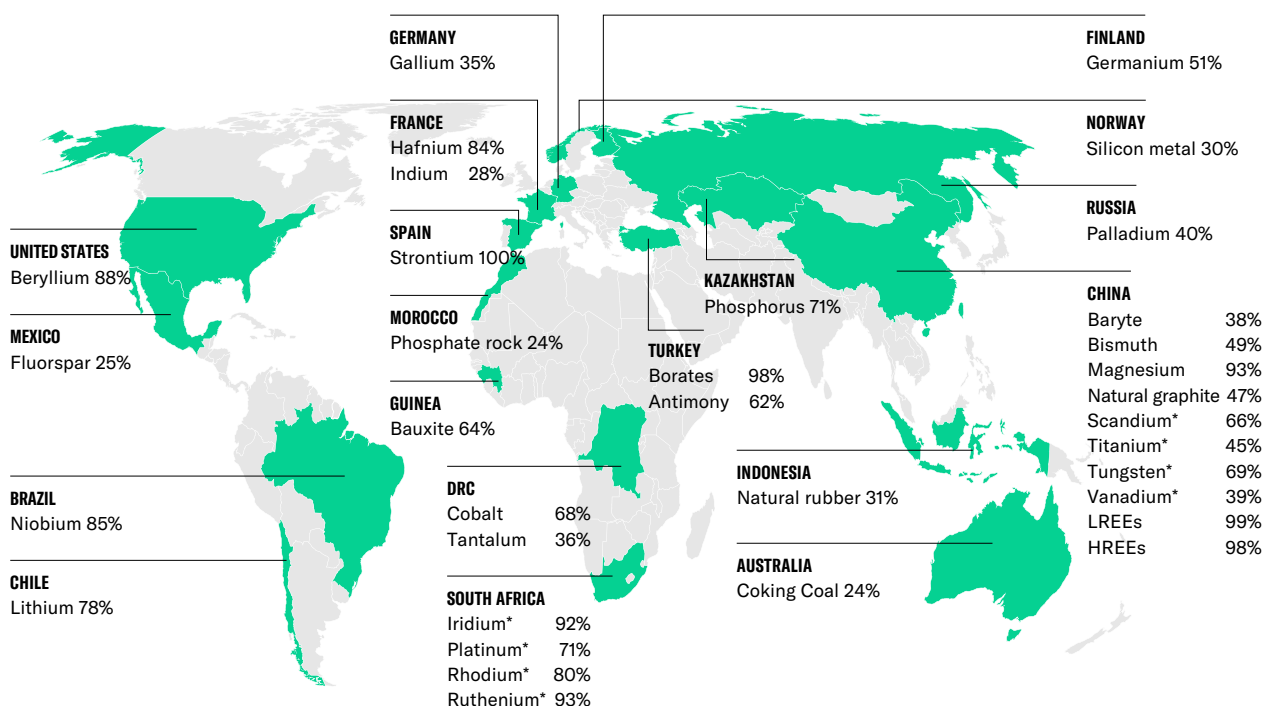 GERMANY
Gallium 35%
FINLAND
Germanium 51%
FRANCE
Hafnium 84%
Indium 28%
NORWAY
Silicon metal 30%
SPAIN
Strontium 100%
RUSSIA
Palladium 40%
UNITED STATES
Beryllium 88%
KAZAKHSTAN
Phosphorus 71%
MEXICO
Fluorspar 25%
MOROCCO
Phosphate rock 24%
TURKEY
Borates 98%
Antimony 62%
CHINA
Baryte 38%
Bismuth 49%
Magnesium 93%
Natural graphite 47%
Scandium* 66%
Titanium* 45%
Tungsten* 69%
Vanadium* 39%
LREEs 99%
HREEs 98%
GUINEA
Bauxite 64%
BRAZIL
Niobium 85%
DRC
Cobalt 68%
Tantalum 36%
INDONESIA
Natural rubber 31%
CHILE
Lithium 78%
SOUTH AFRICA
Iridium* 92%
Platinum* 71%
Rhodium* 80%
Ruthenium* 93%
AUSTRALIA
Coking Coal 24%